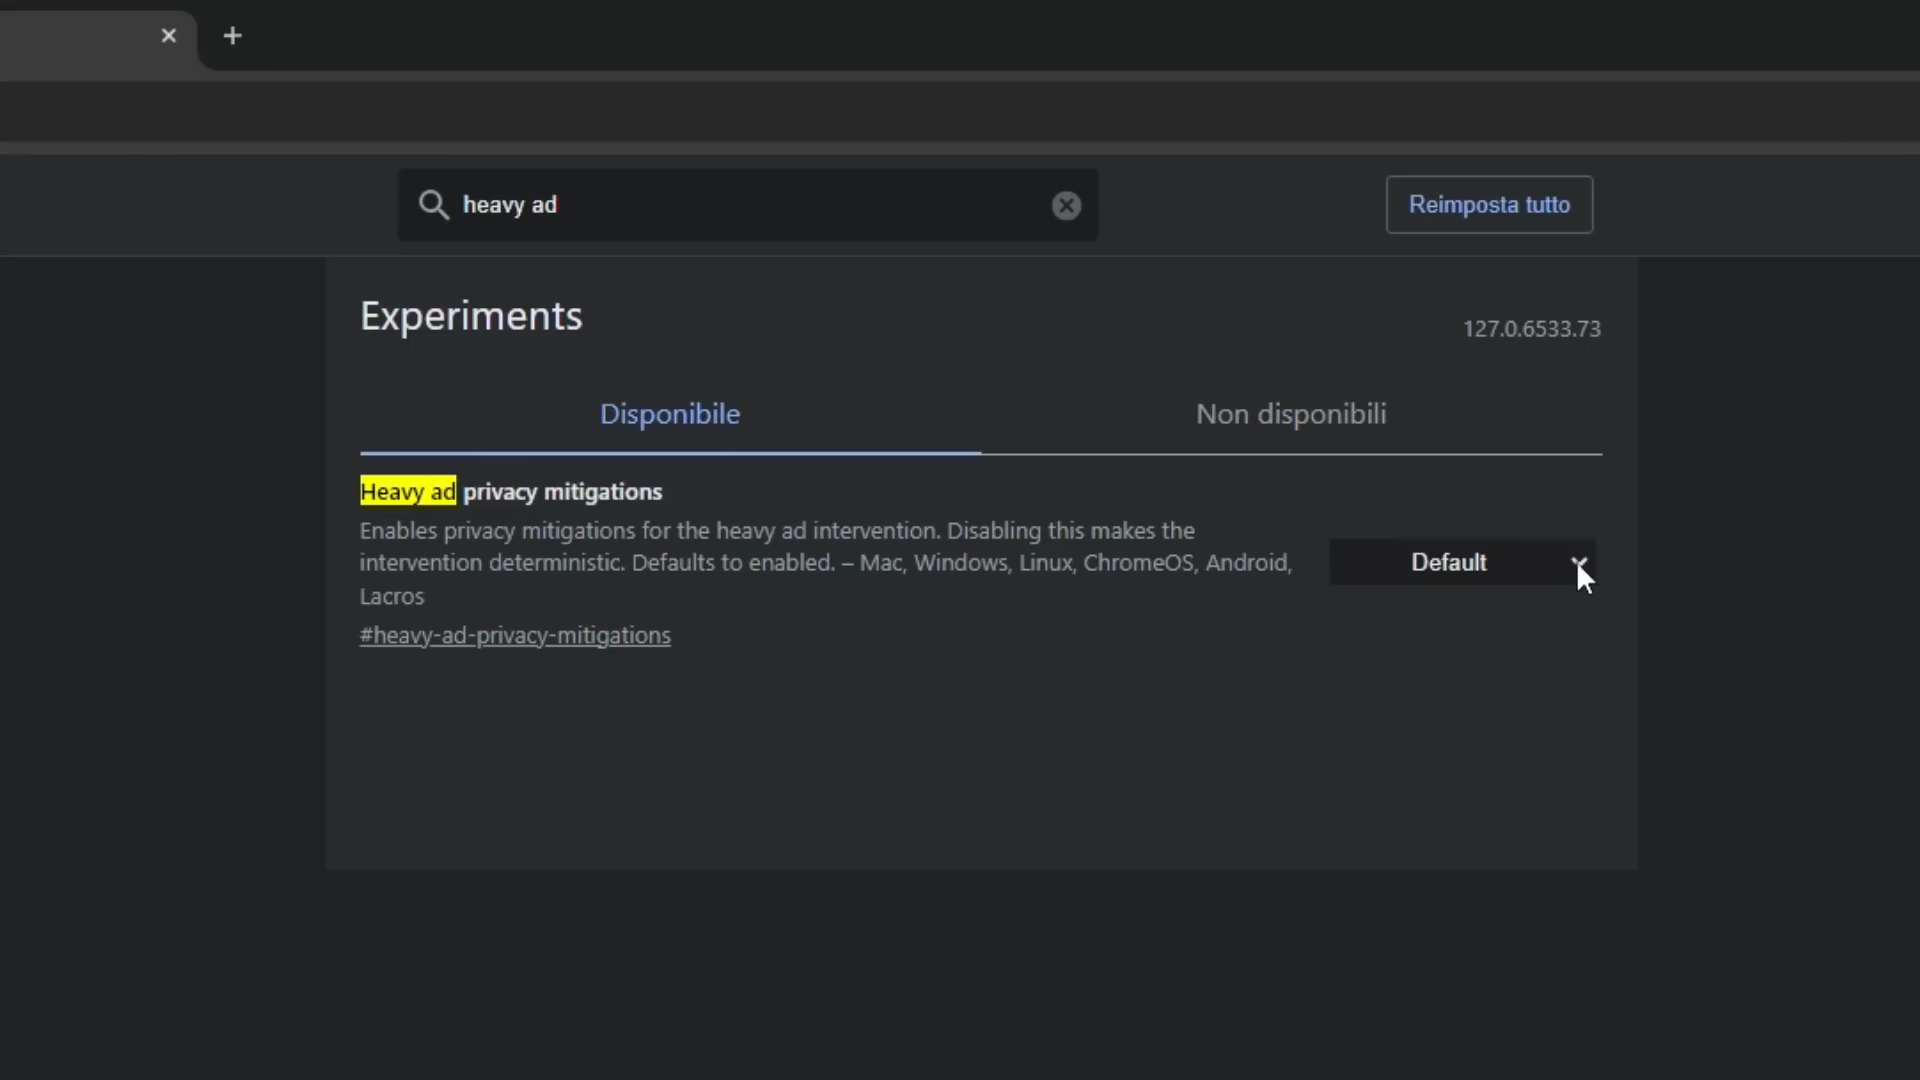 heavy ad
Reimposta tutto
Experiments
127.0.6533.73
Disponibile
Non disponibili
Heavy ad privacy mitigations
Enables privacy mitigations for the heavy ad intervention. Disabling this makes the
intervention deterministic. Defaults to enabled. – Mac, Windows, Linux, ChromeOS, Android,
Lacros
Default
#heavy-ad-privacy-mitigations